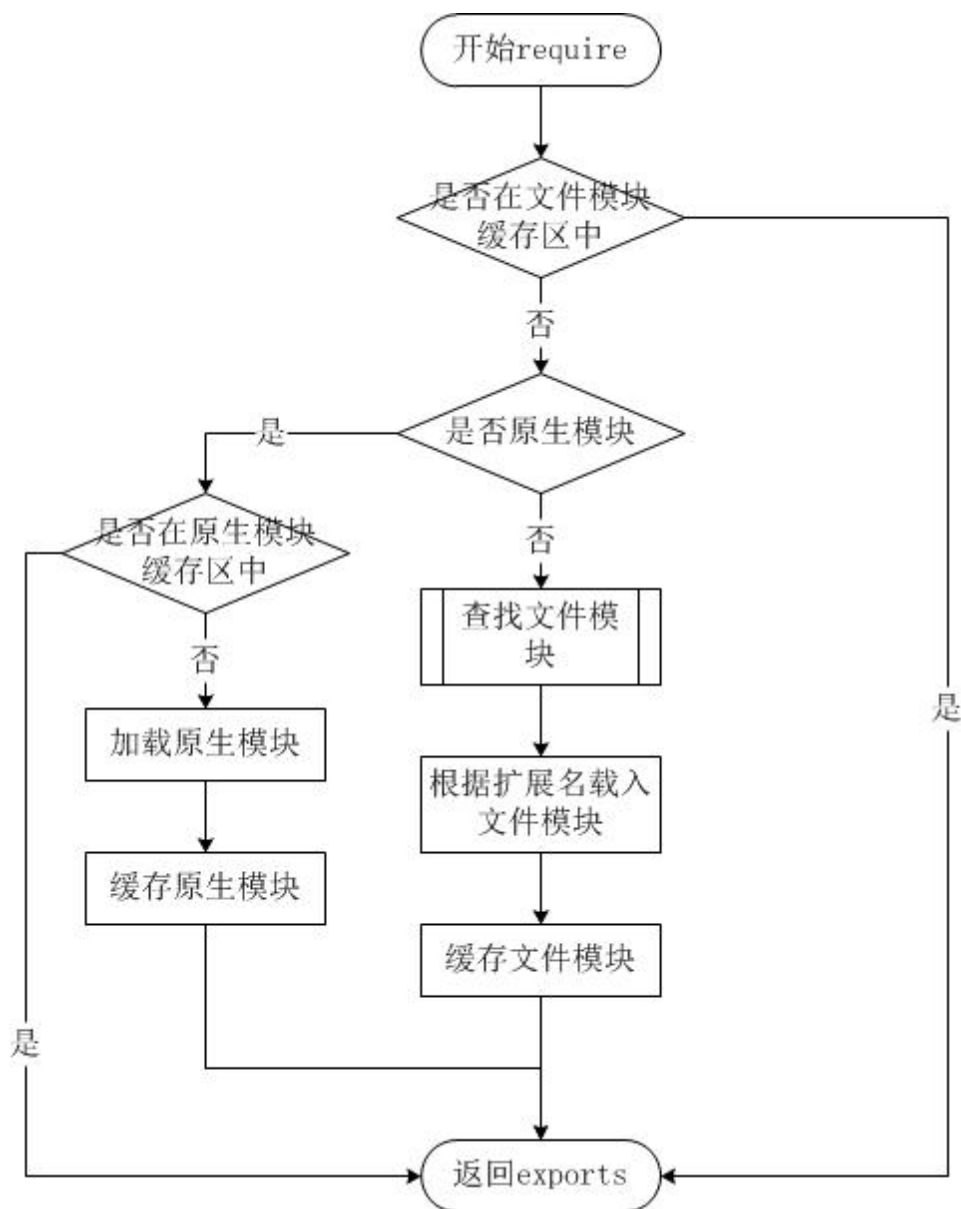 开始require
是否在文件模块
缓存区中
否
是否原生模块
是
是否在原生模块
缓存区中
否
查找文件模
块
否
加载原生模块
根据扩展名载入
文件模块
缓存原生模块
缓存文件模块
是
是
返回exports